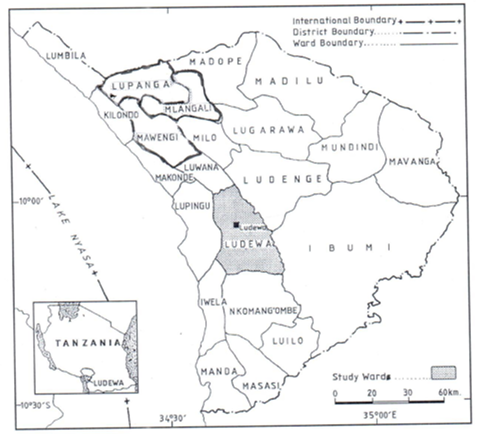 International Boundary
District Boundary
Ward Boundary
LUMBILA
MADOPE
MADILU
LUPANGA
MLANGALI
KILONDO
MAWENGI
MILO
LUGARAWA
MUNDINDI
MAVANGA
LUWANA
MAKONDE
LUDENGE
10°00'
LUPINGU
Ludewa
LUDEWA
IBUMI
LAKE NYASA
IWELA
NKOMANG'OMBE
TANZANIA
LUDEWA
LUILO
MANDA
MASASI
Study Wards
0 20 40 60km
10°30'S
34°30'
35°00'E